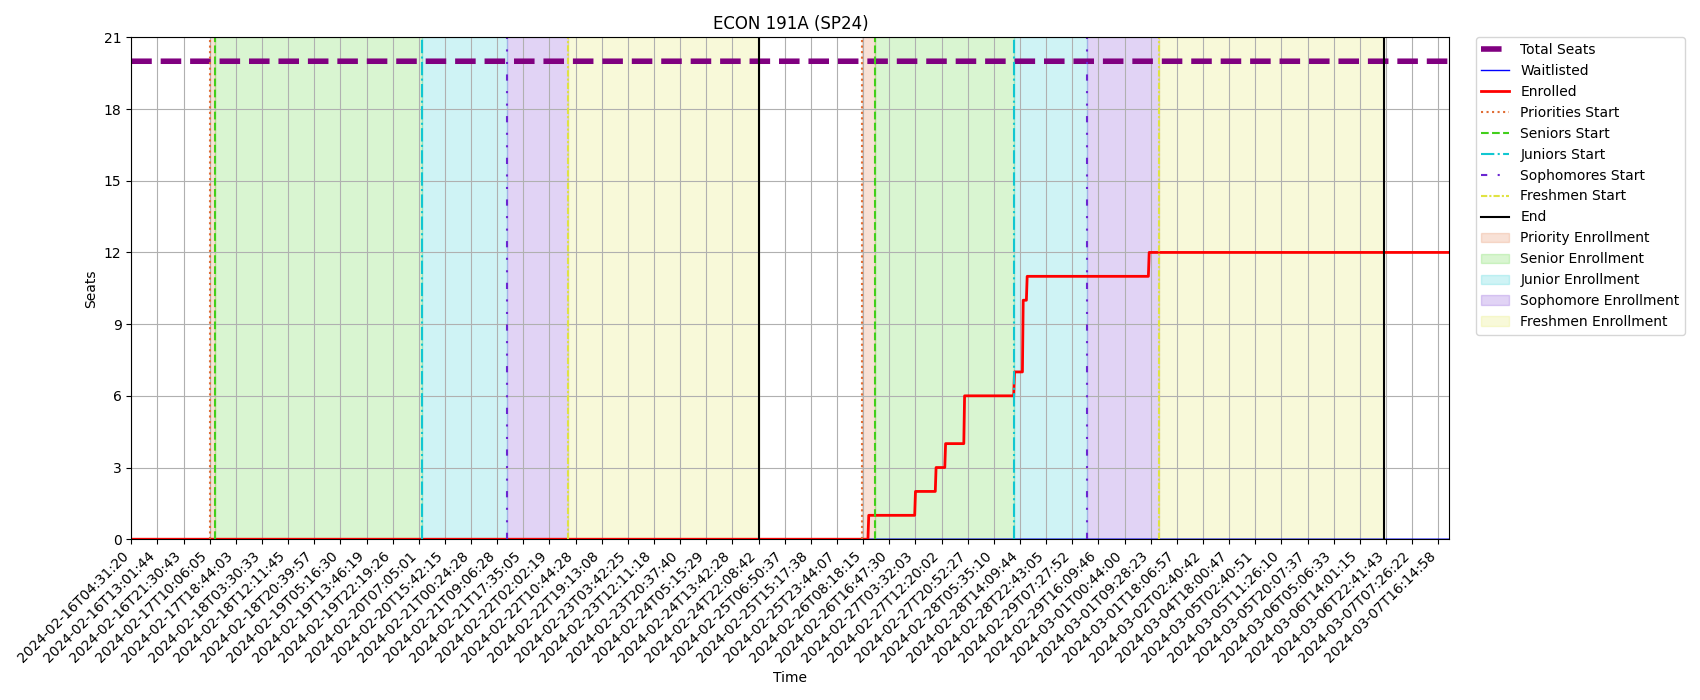 ECON 191A (SP24)
21
18
15
12
9
6
3
0
Seats
2024-02-16T04:31:20
2024-02-16T13:01:44
2024-02-16T21:30:43
2024-02-17T10:06:05
2024-02-17T18:44:03
2024-02-18T03:30:33
2024-02-18T12:11:45
2024-02-18T20:39:57
2024-02-19T05:16:30
2024-02-19T13:46:19
2024-02-19T22:19:26
2024-02-20T07:05:01
2024-02-20T15:42:15
2024-02-21T00:24:28
2024-02-21T09:06:28
2024-02-21T17:35:05
2024-02-22T02:02:19
2024-02-22T10:44:28
2024-02-22T19:13:08
2024-02-23T03:42:25
2024-02-23T12:11:18
2024-02-23T20:37:40
2024-02-24T05:15:29
2024-02-24T13:42:28
2024-02-24T22:08:42
2024-02-25T06:50:37
2024-02-25T15:17:38
2024-02-25T23:44:07
2024-02-26T08:18:15
2024-02-26T16:47:30
2024-02-27T03:32:03
2024-02-27T12:20:02
2024-02-27T20:52:27
2024-02-28T05:35:10
2024-02-28T14:09:44
2024-02-28T22:43:05
2024-02-29T07:27:52
2024-02-29T16:09:46
2024-03-01T00:44:00
2024-03-01T09:28:23
2024-03-01T18:06:57
2024-03-02T02:40:42
2024-03-04T18:00:47
2024-03-05T02:40:51
2024-03-05T11:26:10
2024-03-05T20:07:37
2024-03-06T05:06:33
2024-03-06T14:01:15
2024-03-06T22:41:43
2024-03-07T07:26:22
2024-03-07T16:14:58
Time
Total Seats
Waitlisted
Enrolled
Priorities Start
Seniors Start
Juniors Start
Sophomores Start
Freshmen Start
End
Priority Enrollment
Senior Enrollment
Junior Enrollment
Sophomore Enrollment
Freshmen Enrollment